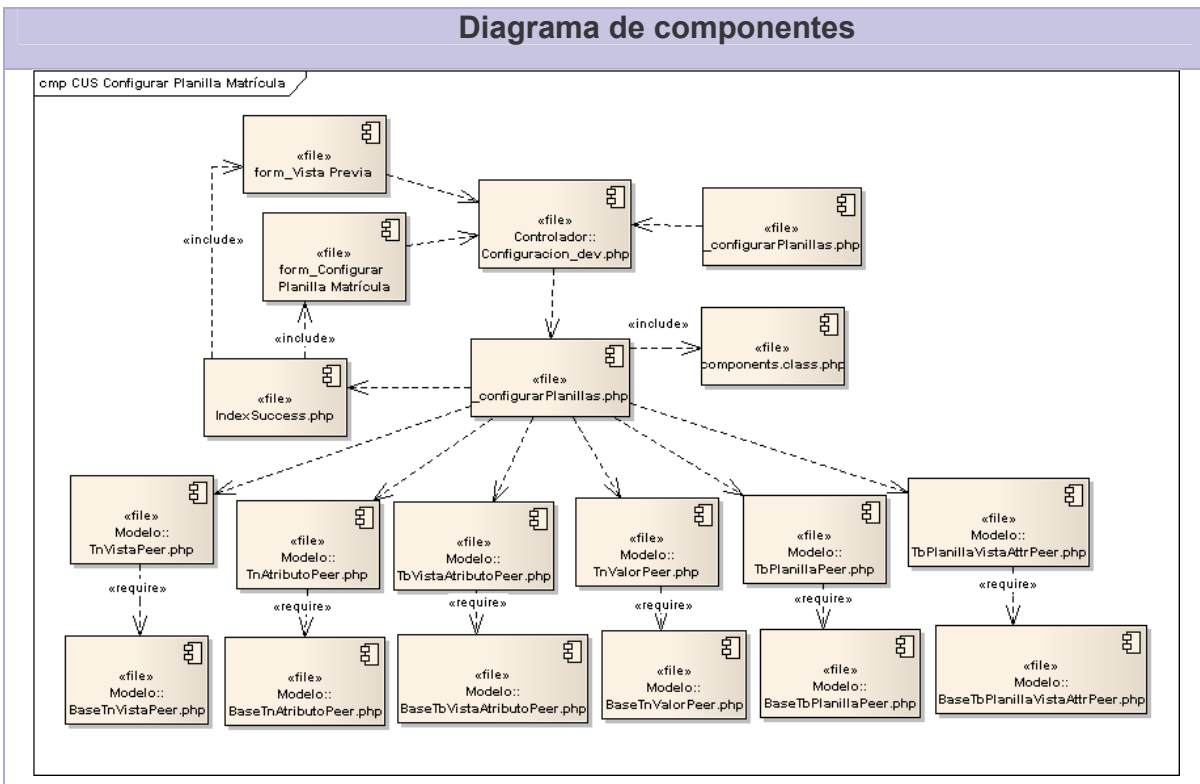 Diagrama de componentes
cmp CUS Configurar Planilla Matrícula
«file»
form_Vista Previa
«include»
«file»
form_Configurar
Planilla Matrícula
«file»
Controlador::
Configuracion_dev.php
«file»
_configurarPlanillas.php
«include»
«file»
IndexSuccess.php
«file»
_configurarPlanillas.php
«include»
«file»
components.class.php
«file»
Modelo::
TnVistaPeer.php
«file»
Modelo::
TnAtributoPeer.php
«file»
Modelo::
TbVistaAtributoPeer.php
«file»
Modelo::
TnValorPeer.php
«file»
Modelo::
TbPlanillaPeer.php
«file»
Modelo::
TbPlanillaVistaAttrPeer.php
«require»
«require»
«require»
«require»
«require»
«require»
«file»
Modelo::
BaseTnVistaPeer.php
«file»
Modelo::
BaseTnAtributoPeer.php
«file»
Modelo::
BaseTbVistaAtributoPeer.php
«file»
Modelo::
BaseTnValorPeer.php
«file»
Modelo::
BaseTbPlanillaPeer.php
«file»
Modelo::
BaseTbPlanillaVistaAttrPeer.php